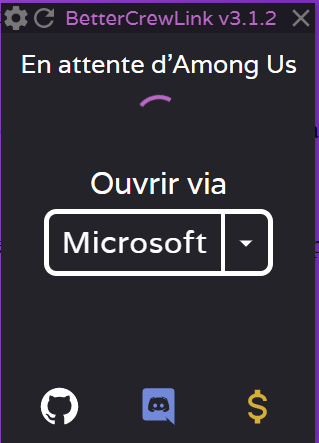 BetterCrewLink v3.1.2
En attente d'Among Us
Ouvrir via
Microsoft